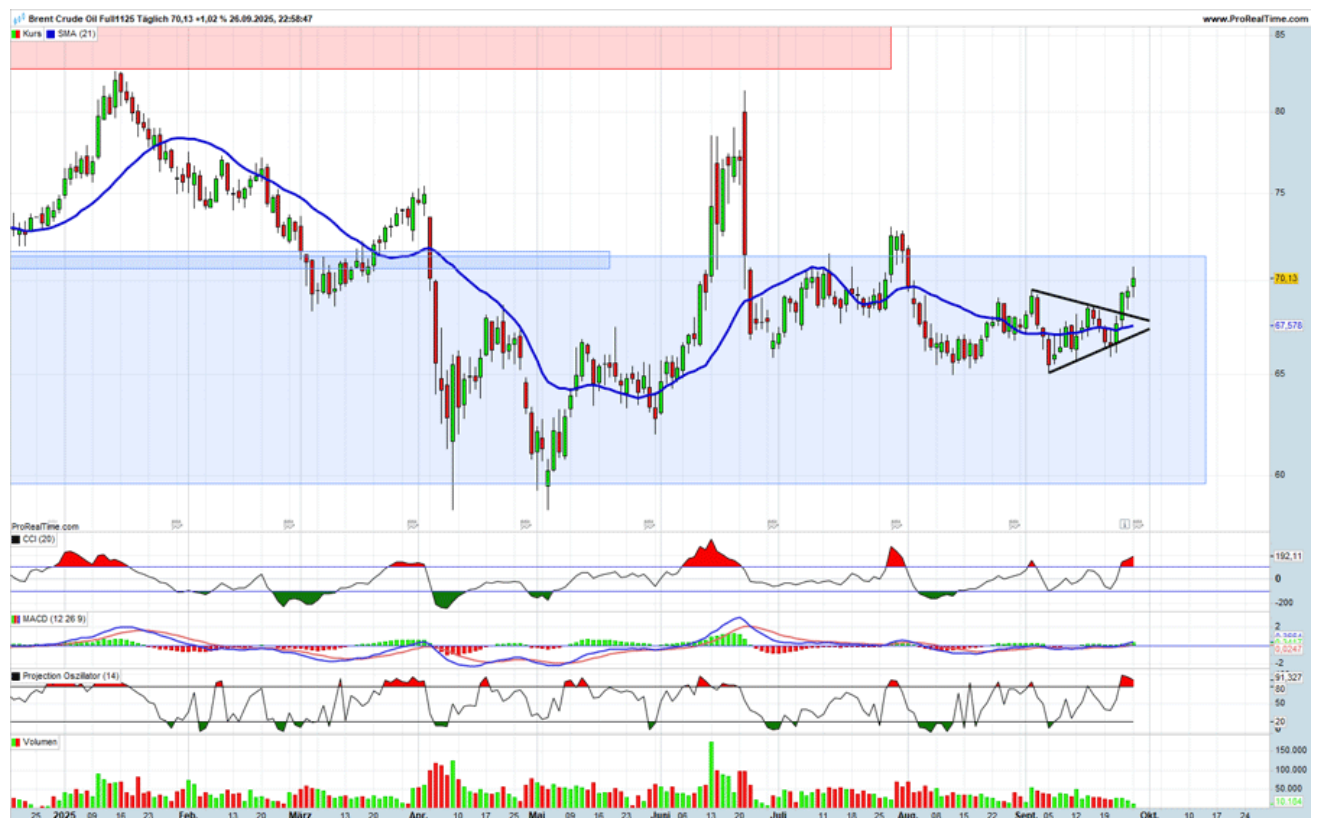 Brent Crude Oil Full1125 Täglich 70,13 +1,02 % 26.09.2025, 22:58:47
www.ProRealTime.com
Kurs SMA (21)
85
80
75
70,13
67,576
65
60
ProRealTime.com
CCI (20)
192,11
0
-200
MACD (12 26 9)
2
0,0247
-2
Projection Oszillator (14)
91,327
80
50
20
Volumen
150.000
100.000
50.000
10.104
25 2025 09 16 23 Feb. 13 20 März 13 20 Apr. 10 17 25 Mai 09 16 23 Juni 06 13 20 Juli 11 18 25 Aug. 08 15 22 Sept. 05 12 19 Okt. 10 17 24